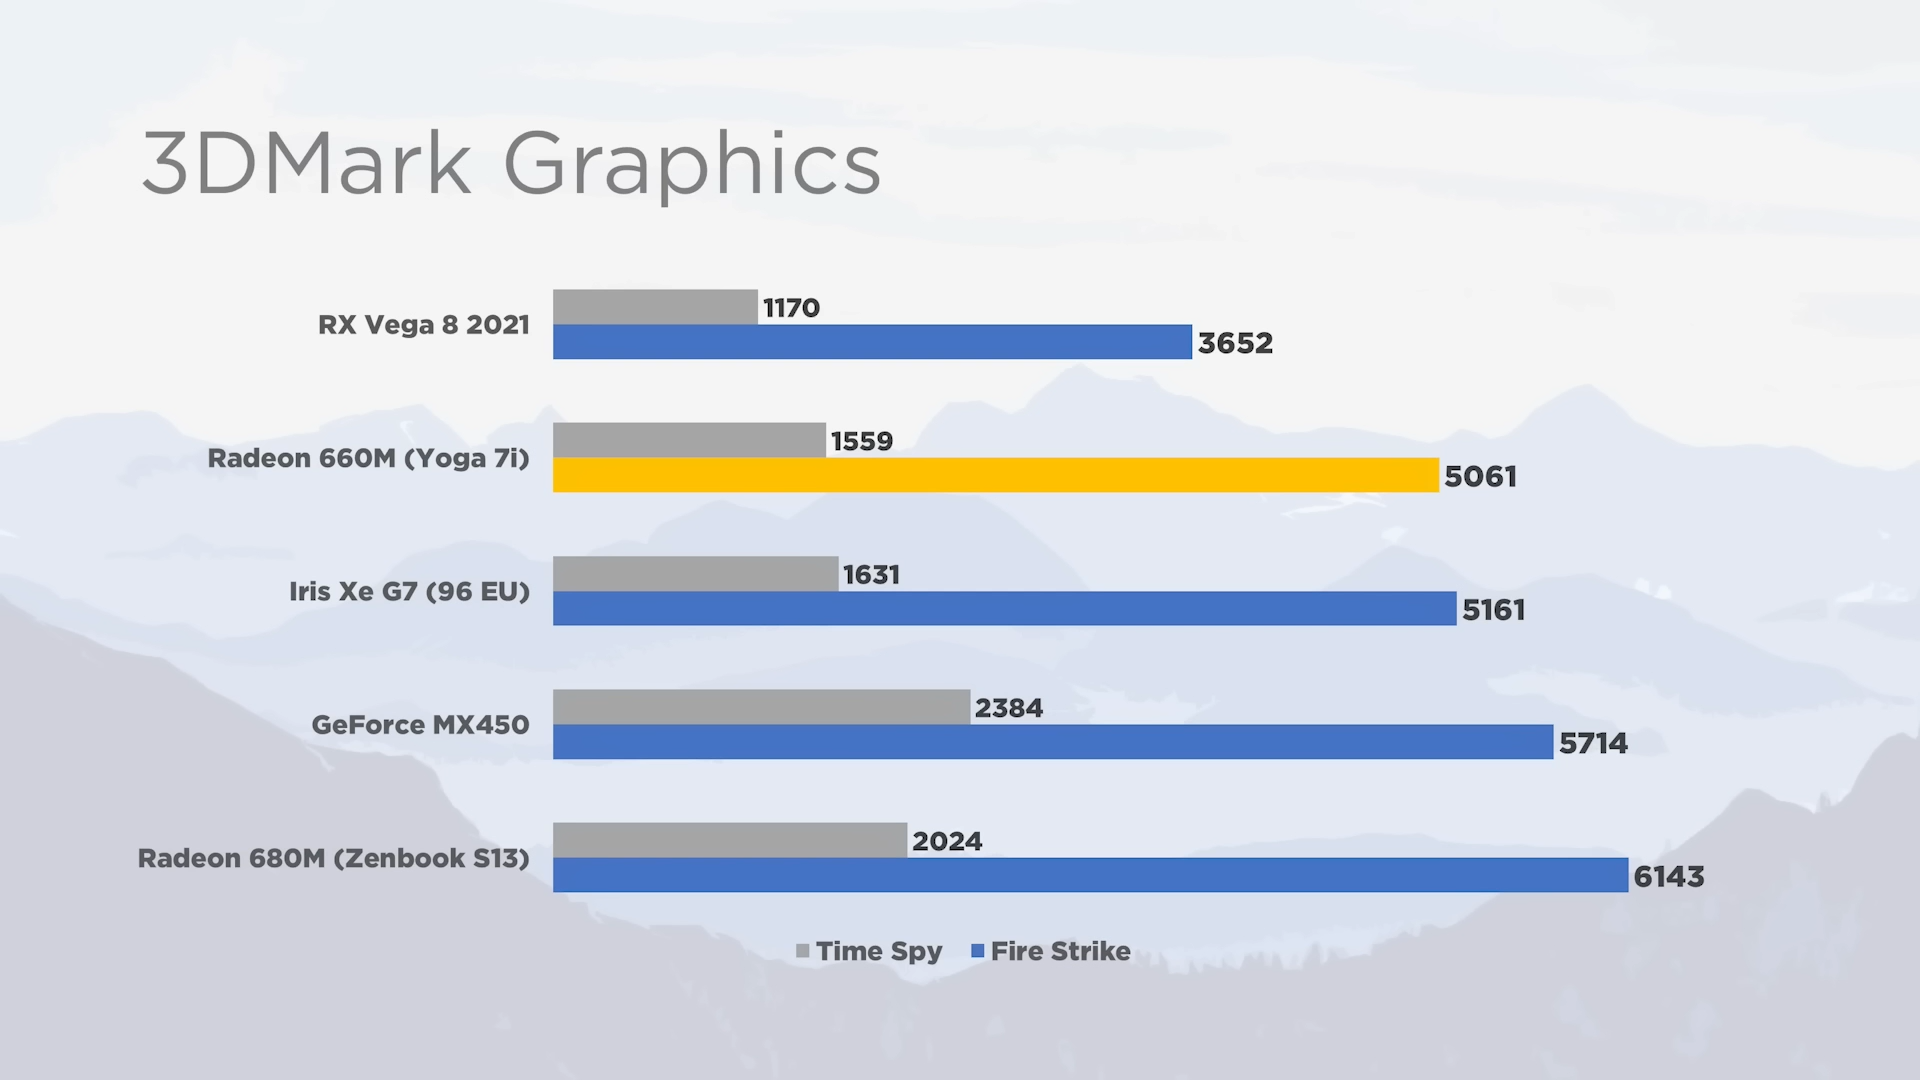 3DMark Graphics
RX Vega 8 2021
1170
3652
Radeon 660M (Yoga 7i)
1559
5061
Iris Xe G7 (96 EU)
1631
5161
GeForce MX450
2384
5714
Radeon 680M (Zenbook S13)
2024
6143
Time Spy
Fire Strike